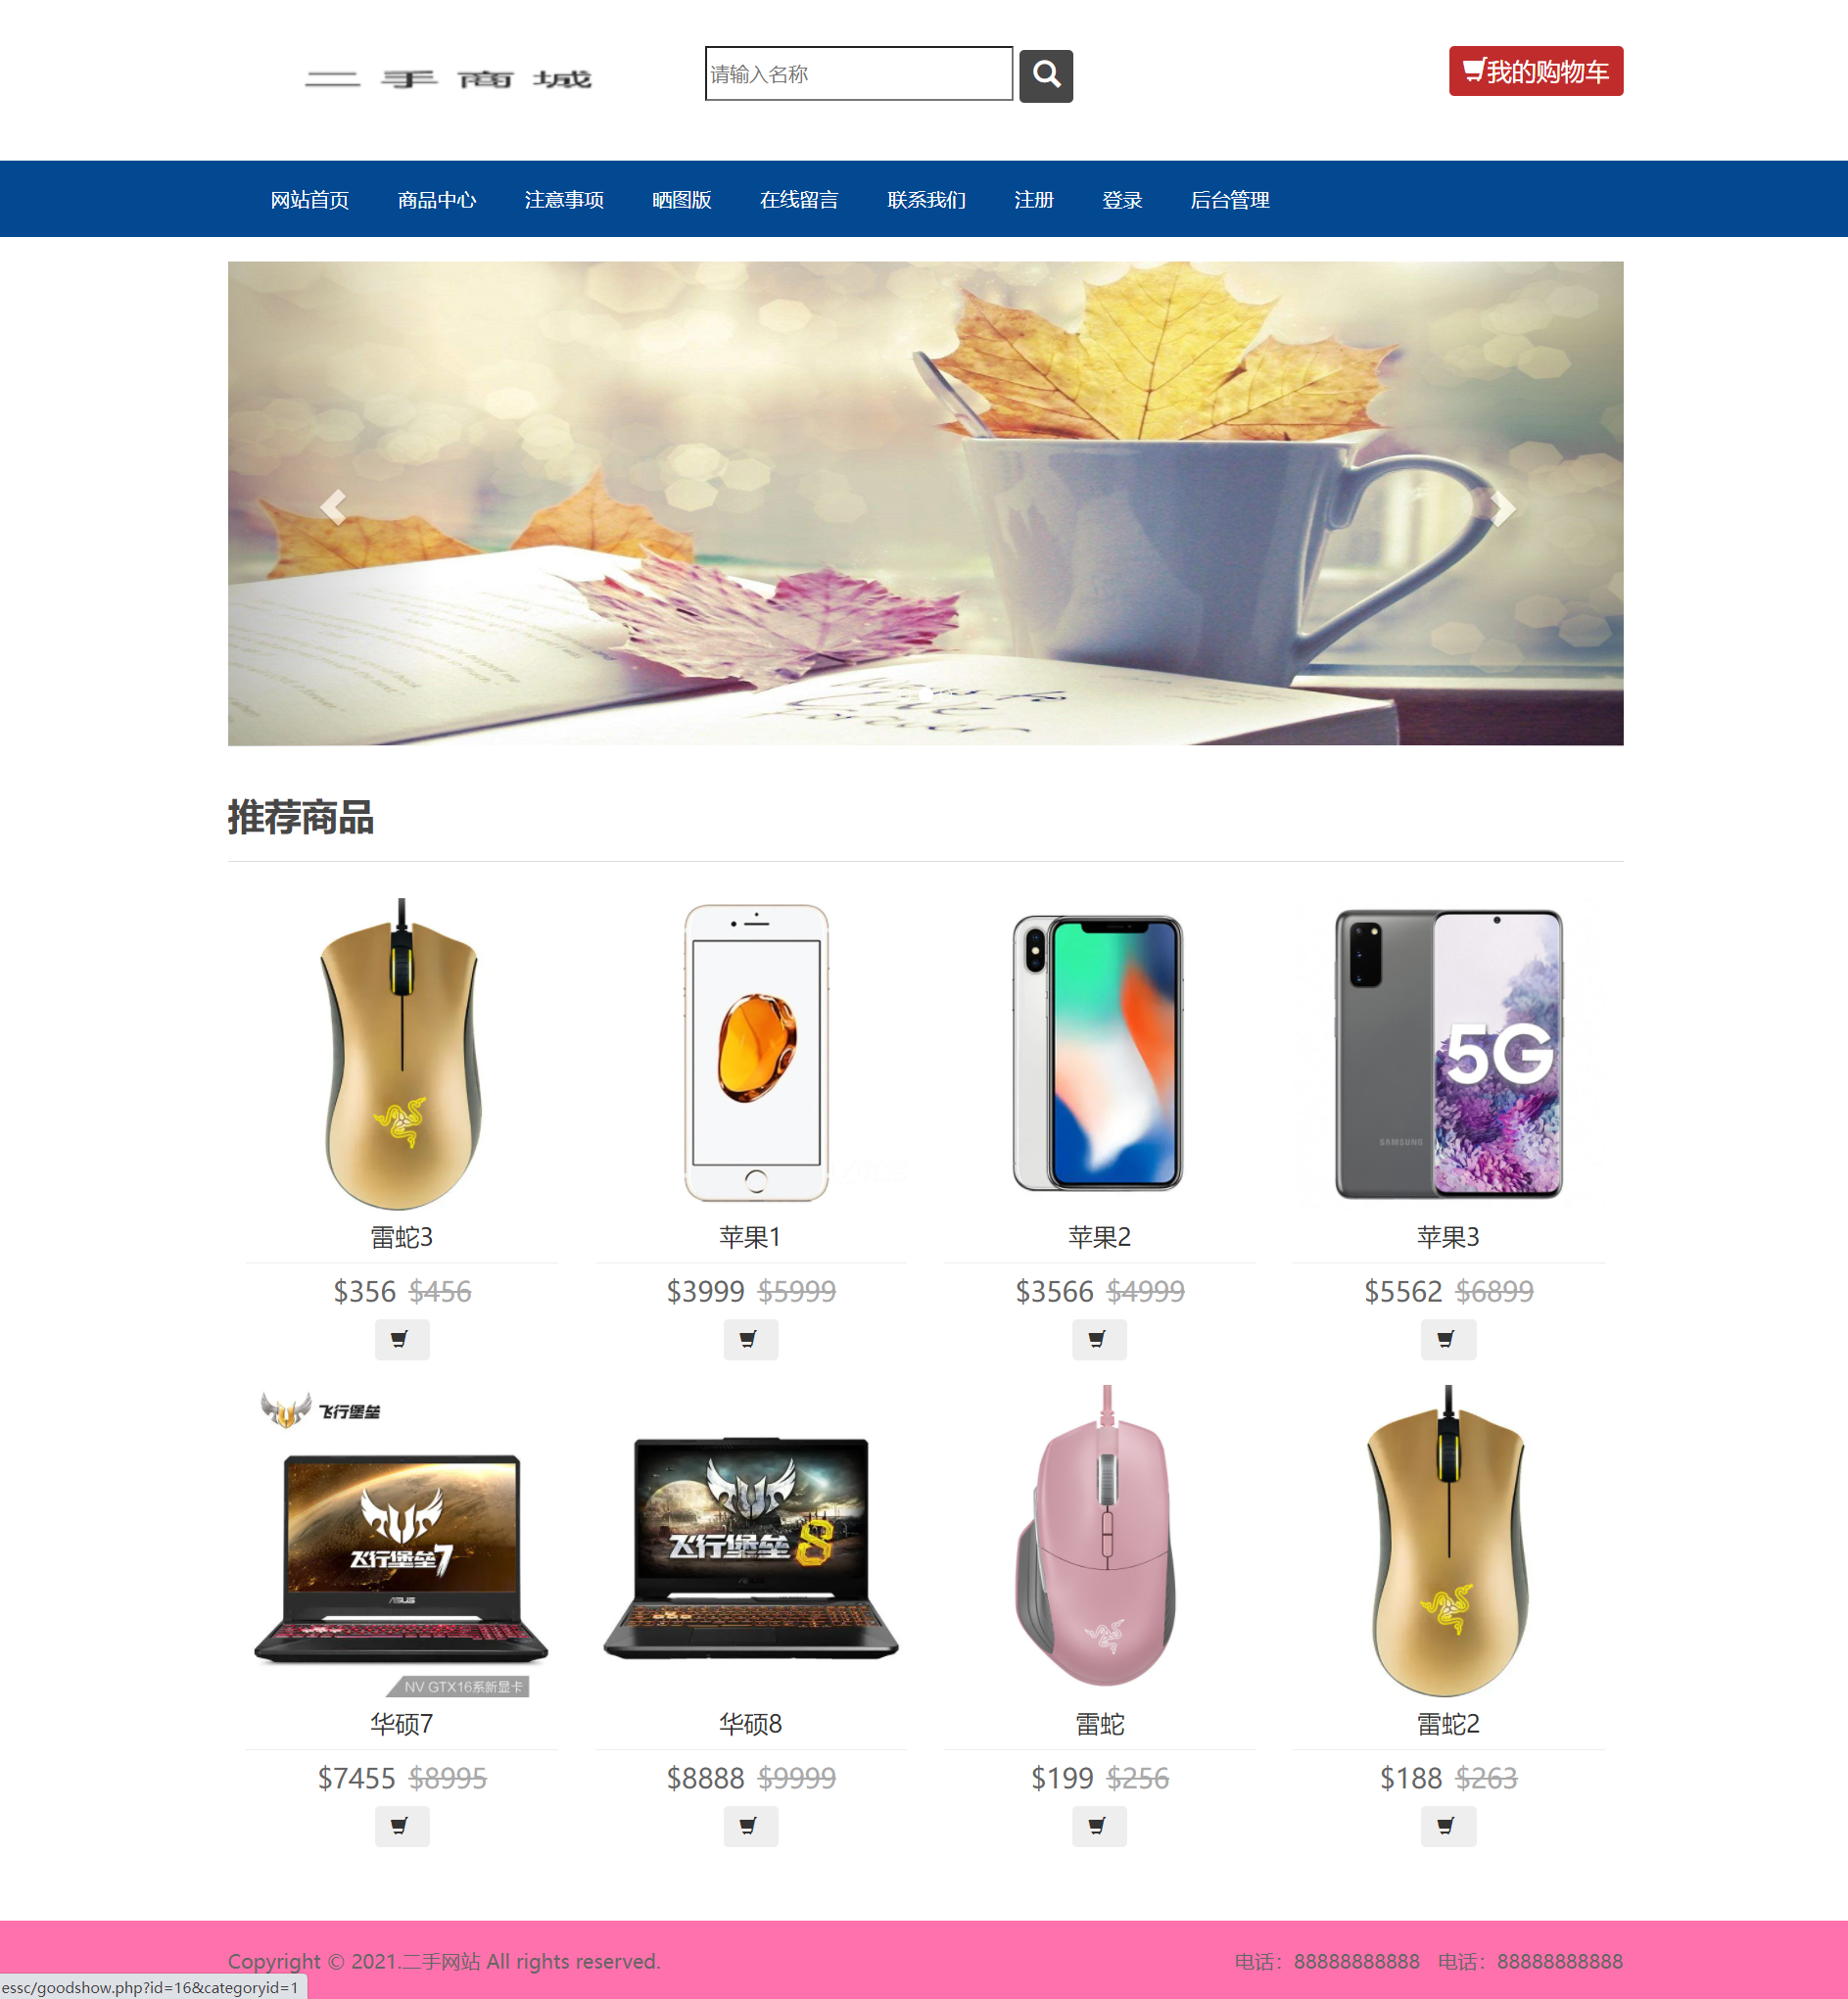 二手商城
请输入名称
我的购物车
网站首页 商品中心 注意事项 晒图版 在线留言 联系我们 注册 登录 后台管理
推荐商品
5G
SAMSUNG
雷蛇3 苹果1 苹果2 苹果3
$356 $456 $3999 $5999 $3566 $4999 $5562 $6899
飞行堡垒
飞行堡垒7
ASUS
飞行堡垒8
NV GTX16系新显卡
华硕7 华硕8 雷蛇 雷蛇2
$7455 $8995 $8888 $9999 $199 $256 $188 $263
Copyright © 2021.二手网站 All rights reserved.
电话：88888888888 电话：88888888888
essc/goodshow.php?id=16&categoryid=1